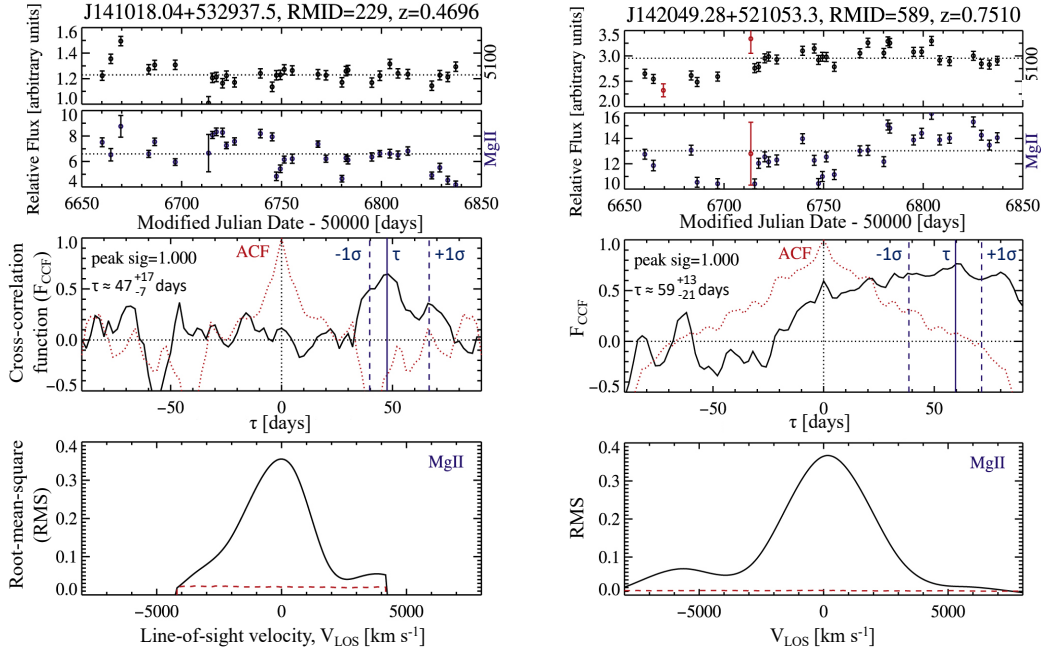 J141018.04+532937.5, RMID=229, z=0.4696
Relative Flux [arbitrary units]
1.6
1.4
1.2
1.0
5100
10
8
6
4
MgII
6650 6700 6750 6800 6850
Modified Julian Date - 50000 [days]
Cross-correlation
function (F_CCF)
1.0
0.5
0.0
−0.5
peak sig=1.000
τ ≈ 47 +17 -7 days
ACF
-1σ τ +1σ
−50 0 50
τ [days]
Root-mean-square
(RMS)
0.4
0.3
0.2
0.1
0.0
MgII
−5000 0 5000
Line-of-sight velocity, V_LOS [km s⁻¹]
J142049.28+521053.3, RMID=589, z=0.7510
Relative Flux [arbitrary units]
3.5
3.0
2.5
2.0
5100
16
14
12
10
MgII
6650 6700 6750 6800 6850
Modified Julian Date - 50000 [days]
F_CCF
1.0
0.5
0.0
−0.5
peak sig=1.000
τ ≈ 59 +13 -21 days
ACF
-1σ τ +1σ
−50 0 50
τ [days]
RMS
0.4
0.3
0.2
0.1
0.0
MgII
−5000 0 5000
V_LOS [km s⁻¹]